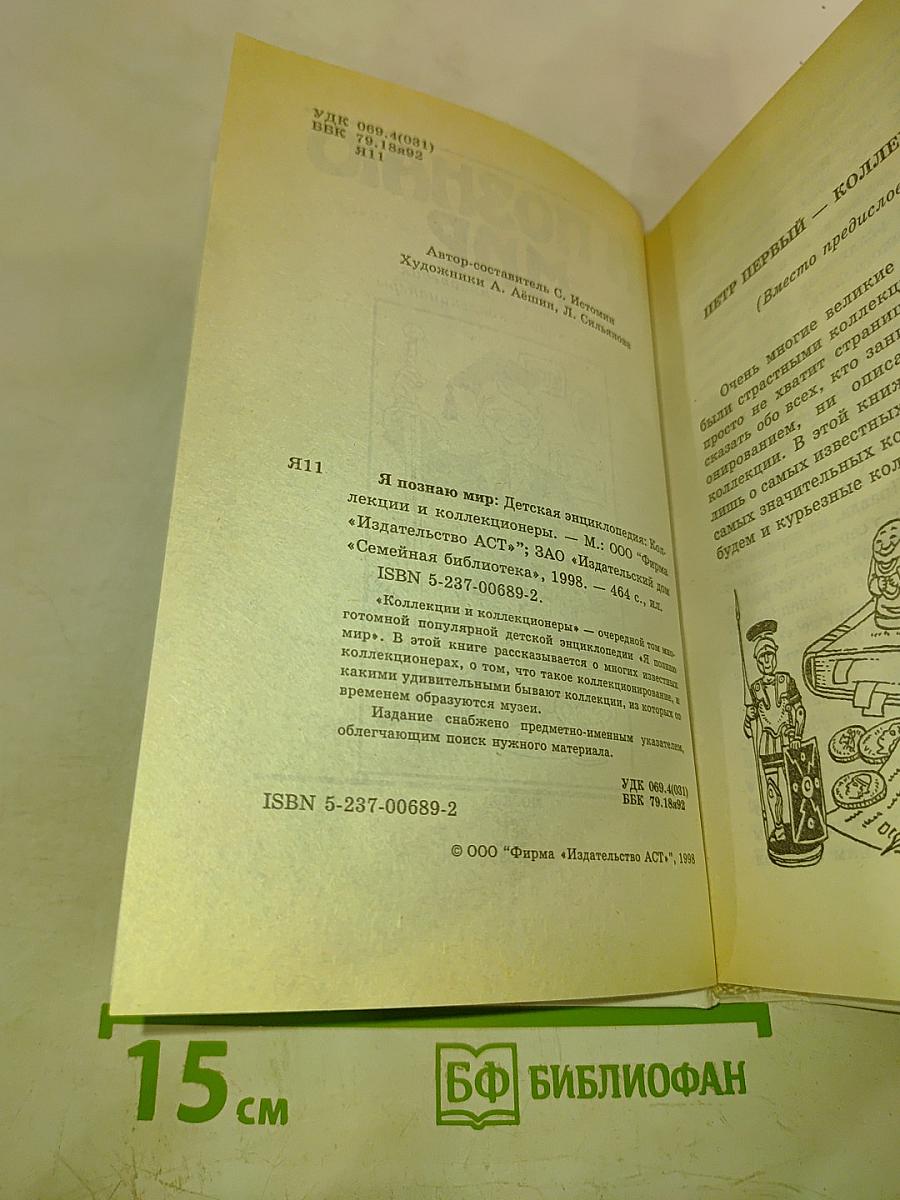 УДК 069.4(031)
ББК 79.18я92
Я11
Автор-составитель С. Истомин
Художники А. Аёшин, Л. Сильянова
Я11
Я познаю мир: Детская энциклопедия: Кол-
лекции и коллекционеры. — М.: ООО "Фирма
«Издательство АСТ»"; ЗАО «Издательский дом
«Семейная библиотека», 1998. — 464 с., ил.
ISBN 5-237-00689-2.
«Коллекции и коллекционеры» — очередной том мно-
готомной популярной детской энциклопедии «Я познаю
мир». В этой книге рассказывается о многих известных
коллекционерах, о том, что такое коллекционирование, и
какими удивительными бывают коллекции, из которых со
временем образуются музеи.
Издание снабжено предметно-именным указателем,
облегчающим поиск нужного материала.
УДК 069.4(031)
ББК 79.18я92
ISBN 5-237-00689-2
© ООО "Фирма «Издательство АСТ»", 1998
ПЕТР ПЕРВЫЙ — КОЛЛЕ
(Вместо предисло
Очень многие великие
были страстными коллекц
просто не хватит страниц
сказать обо всех, кто зани
онированием, ни описа
коллекции. В этой книж
лишь о самых известных
самых значительных ко
будем и курьезные кол
15 см
БФ БИБЛИОФАН